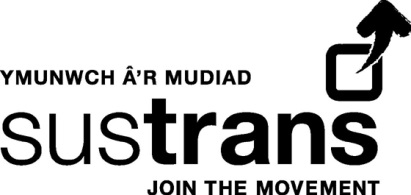 YMUNWCH Â'R MUDIAD
sustrans
JOIN THE MOVEMENT